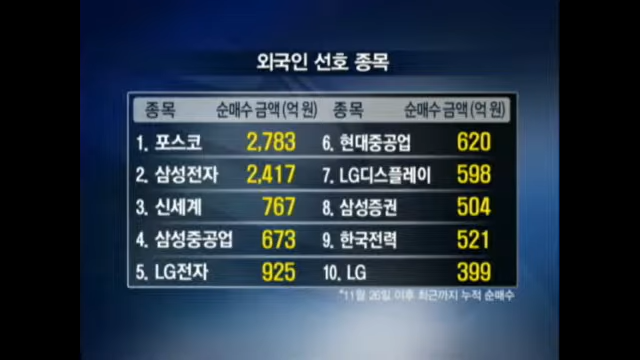 외국인 선호 종목
종목 순매수 금액(억 원) 종목 순매수 금액(억 원)
1. 포스코 2,783 6. 현대중공업 620
2. 삼성전자 2,417 7. LG디스플레이 598
3. 신세계 767 8. 삼성증권 504
4. 삼성중공업 673 9. 한국전력 521
5. LG전자 925 10. LG 399
*11월 26일 이후 최근까지 누적 순매수